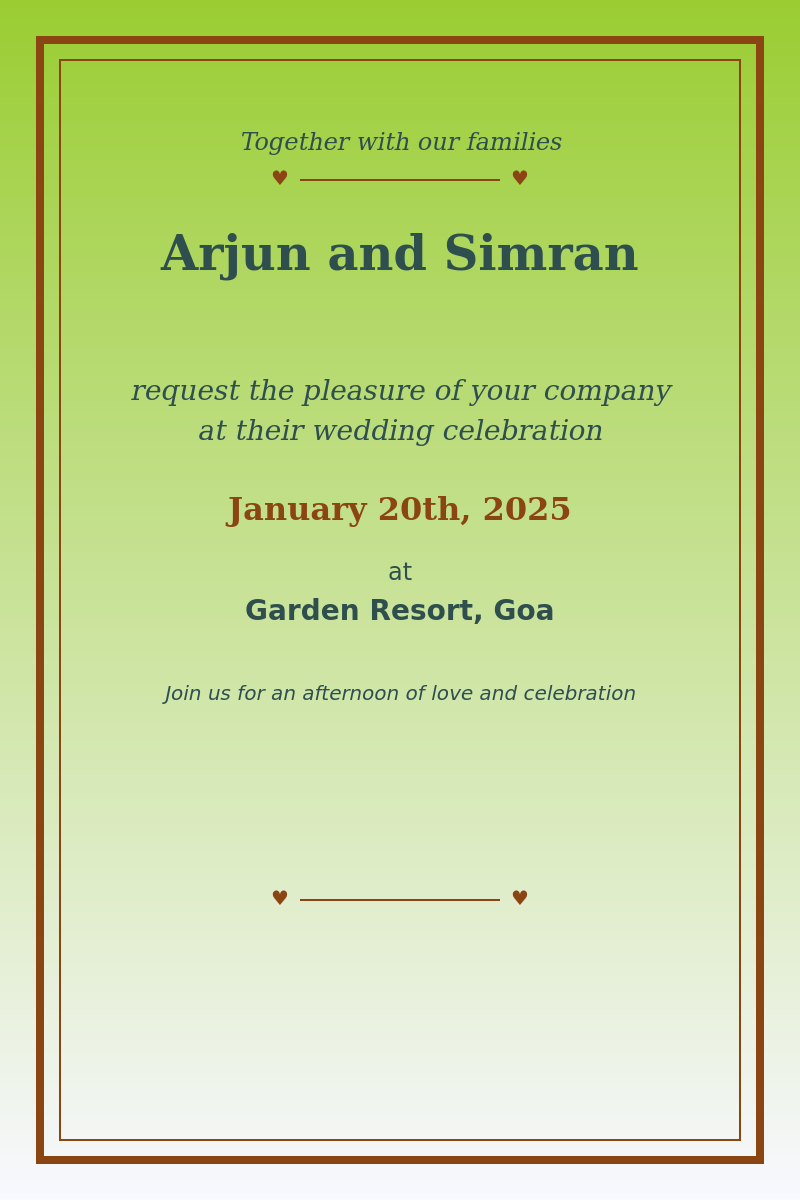 Together with our families
♥ ♥
Arjun and Simran
request the pleasure of your company
at their wedding celebration
January 20th, 2025
at
Garden Resort, Goa
Join us for an afternoon of love and celebration
♥ ♥